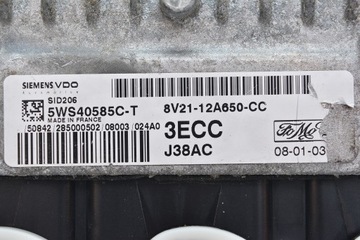 SIEMENS VDO
Automotive
SID206
5WS40585C-T
MADE IN FRANCE
8V21-12A650-CC
50842 285000502 08003 024A0
3ECC
J38AC
FoMoCo
08-01-03